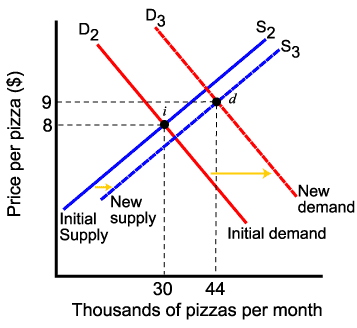 D3
D2
S2
S3
Price per pizza ($)
9
8
i
d
Initial
Supply
New
supply
New
demand
Initial demand
30
44
Thousands of pizzas per month